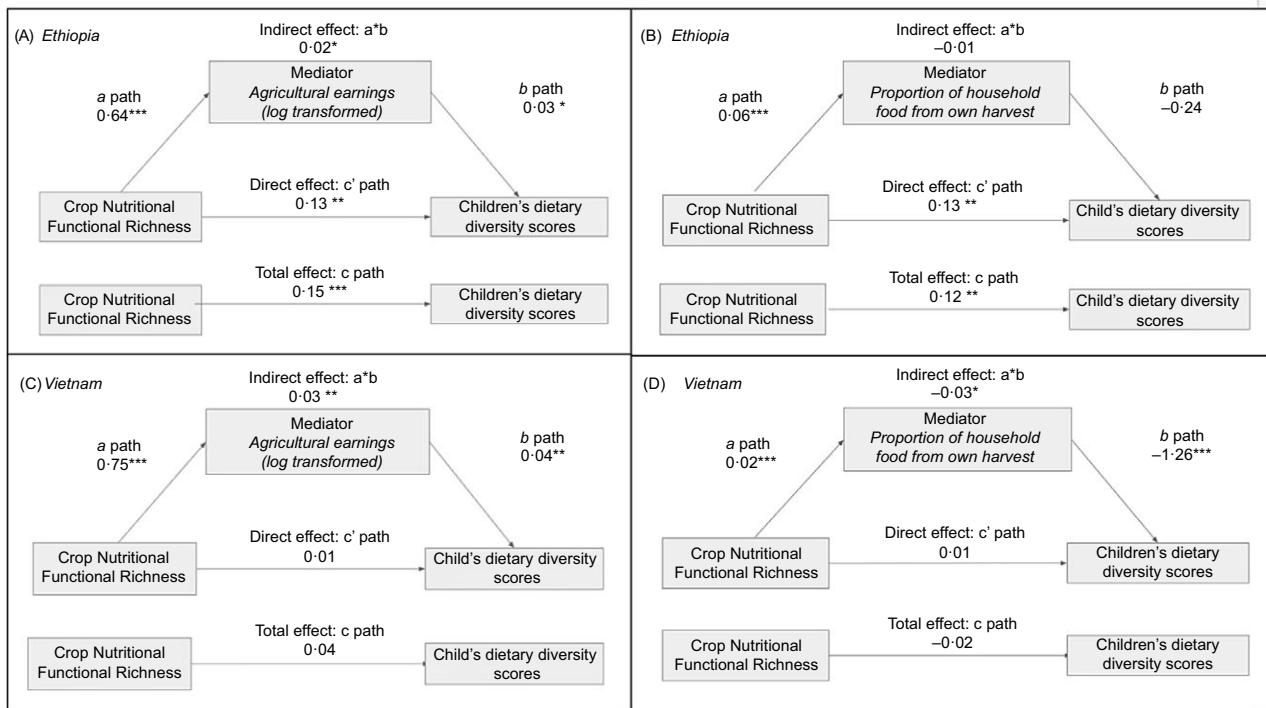 (A) Ethiopia
Indirect effect: a*b
0·02*
Mediator
Agricultural earnings
(log transformed)
a path
0·64***
b path
0·03 *
Direct effect: c’ path
0·13 **
Crop Nutritional
Functional Richness
Children’s dietary
diversity scores
Total effect: c path
0·15 ***
Crop Nutritional
Functional Richness
Children’s dietary
diversity scores
(B) Ethiopia
Indirect effect: a*b
–0·01
Mediator
Proportion of household
food from own harvest
a path
0·06***
b path
–0·24
Direct effect: c’ path
0·13 **
Crop Nutritional
Functional Richness
Child’s dietary diversity
scores
Total effect: c path
0·12 **
Crop Nutritional
Functional Richness
Child’s dietary diversity
scores
(C) Vietnam
Indirect effect: a*b
0·03 **
Mediator
Agricultural earnings
(log transformed)
a path
0·75***
b path
0·04**
Direct effect: c’ path
0·01
Crop Nutritional
Functional Richness
Child’s dietary diversity
scores
Total effect: c path
0·04
Crop Nutritional
Functional Richness
Child’s dietary diversity
scores
(D) Vietnam
Indirect effect: a*b
–0·03*
Mediator
Proportion of household
food from own harvest
a path
0·02***
b path
–1·26***
Direct effect: c’ path
0·01
Crop Nutritional
Functional Richness
Children’s dietary
diversity scores
Total effect: c path
–0·02
Crop Nutritional
Functional Richness
Children’s dietary
diversity scores